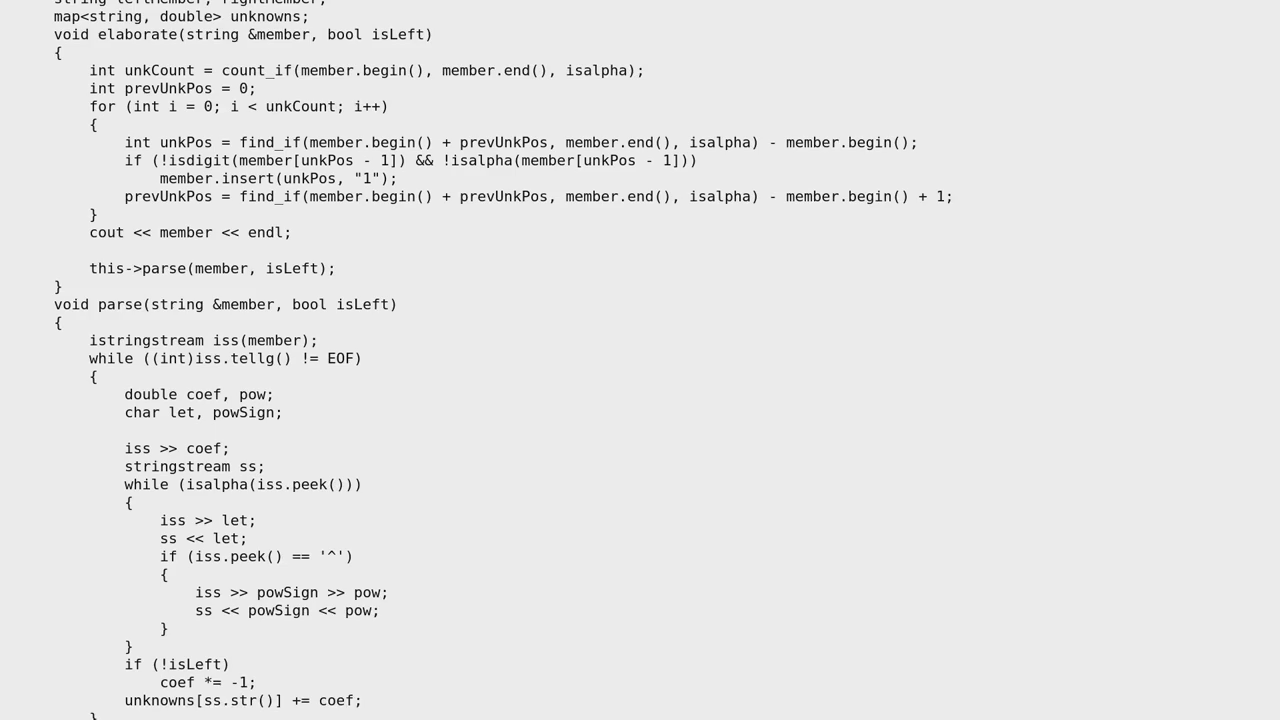 string leftMember, rightMember;
map<string, double> unknowns;
void elaborate(string &member, bool isLeft)
{
int unkCount = count_if(member.begin(), member.end(), isalpha);
int prevUnkPos = 0;
for (int i = 0; i < unkCount; i++)
{
int unkPos = find_if(member.begin() + prevUnkPos, member.end(), isalpha) - member.begin();
if (!isdigit(member[unkPos - 1]) && !isalpha(member[unkPos - 1]))
member.insert(unkPos, "1");
prevUnkPos = find_if(member.begin() + prevUnkPos, member.end(), isalpha) - member.begin() + 1;
}
cout << member << endl;
this->parse(member, isLeft);
}
void parse(string &member, bool isLeft)
{
istringstream iss(member);
while ((int)iss.tellg() != EOF)
{
double coef, pow;
char let, powSign;
iss >> coef;
stringstream ss;
while (isalpha(iss.peek()))
{
iss >> let;
ss << let;
if (iss.peek() == '^')
{
iss >> powSign >> pow;
ss << powSign << pow;
}
}
if (!isLeft)
coef *= -1;
unknowns[ss.str()] += coef;
}